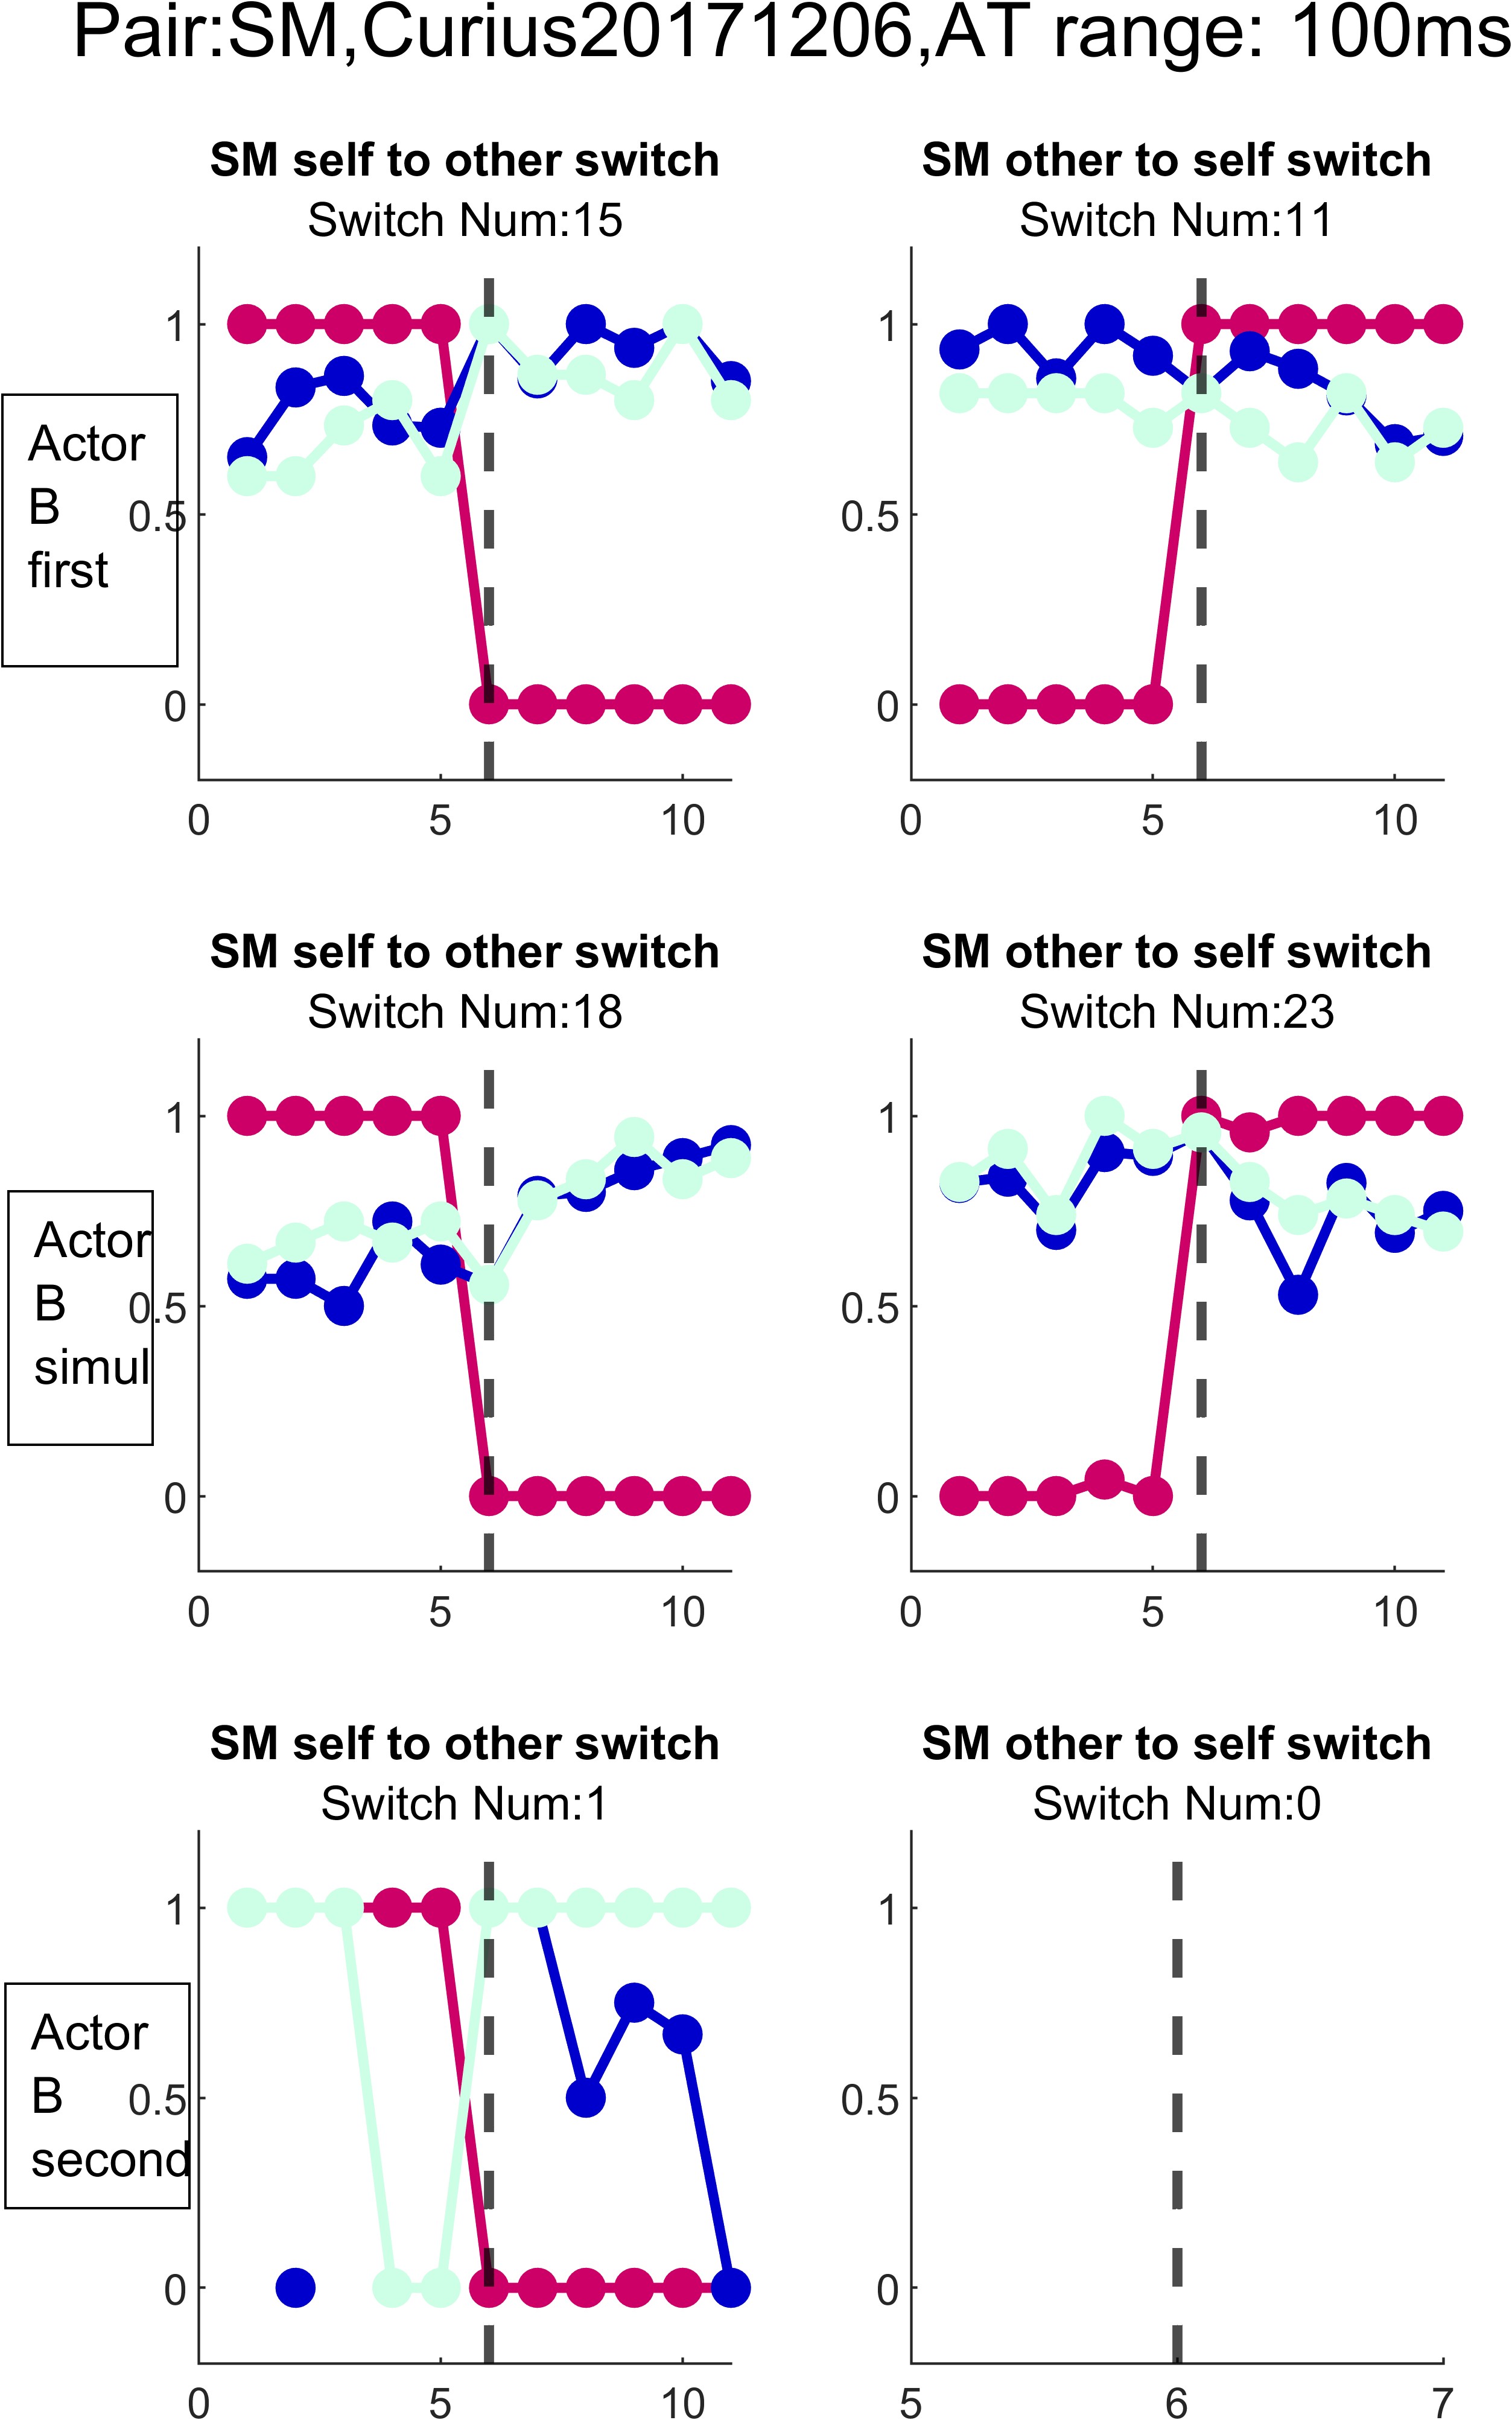 Pair:SM,Curius20171206,AT range: 100ms
SM self to other switch
Switch Num:15
1
0.5
0
0 5 10
Actor
B
first
SM other to self switch
Switch Num:11
1
0.5
0
0 5 10
SM self to other switch
Switch Num:18
1
0.5
0
0 5 10
Actor
B
simul
SM other to self switch
Switch Num:23
1
0.5
0
0 5 10
SM self to other switch
Switch Num:1
1
0.5
0
0 5 10
Actor
B
second
SM other to self switch
Switch Num:0
1
0.5
0
5 6 7